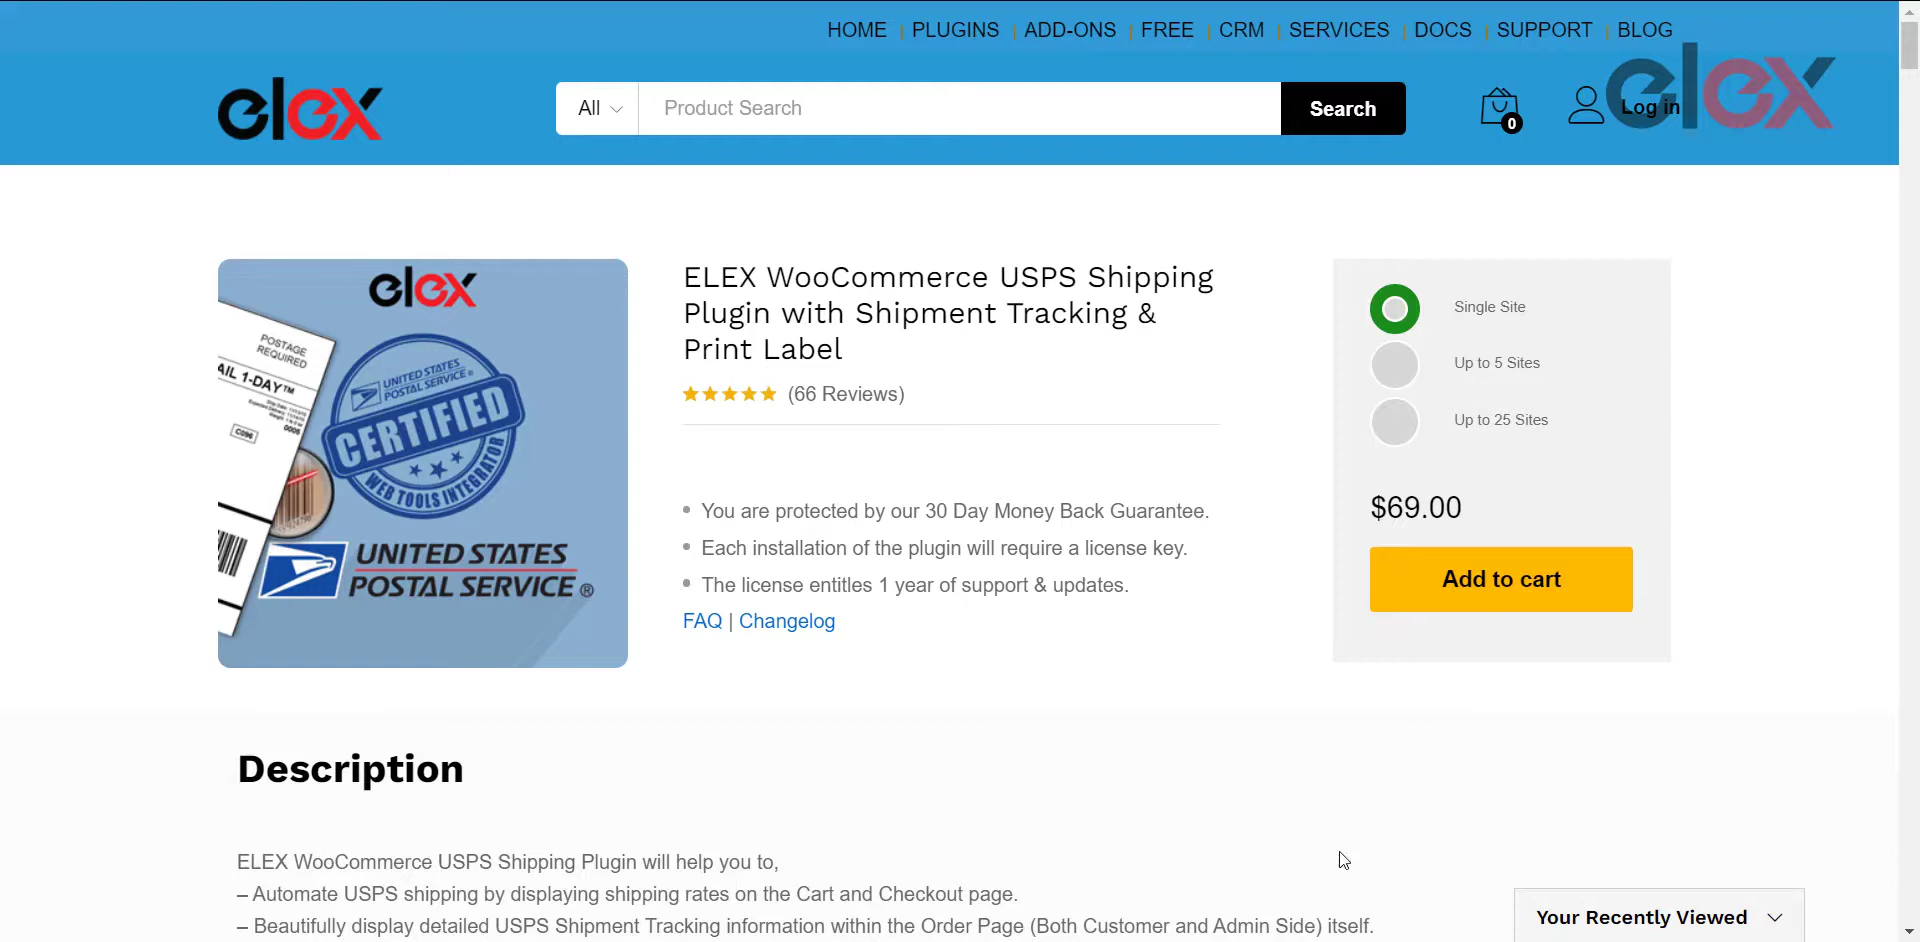 HOME | PLUGINS | ADD-ONS | FREE | CRM | SERVICES | DOCS | SUPPORT | BLOG
elex
All
Product Search
Search
0
Log in
elex
elex
POSTAGE
REQUIRED
AIL 1-DAY™
C096
0006
UNITED STATES
POSTAL SERVICE
CERTIFIED
WEB TOOLS INTEGRATOR
UNITED STATES
POSTAL SERVICE ®
ELEX WooCommerce USPS Shipping
Plugin with Shipment Tracking &
Print Label
(66 Reviews)
• You are protected by our 30 Day Money Back Guarantee.
• Each installation of the plugin will require a license key.
• The license entitles 1 year of support & updates.
FAQ | Changelog
Single Site
Up to 5 Sites
Up to 25 Sites
$69.00
Add to cart
Description
ELEX WooCommerce USPS Shipping Plugin will help you to,
– Automate USPS shipping by displaying shipping rates on the Cart and Checkout page.
– Beautifully display detailed USPS Shipment Tracking information within the Order Page (Both Customer and Admin Side) itself.
Your Recently Viewed